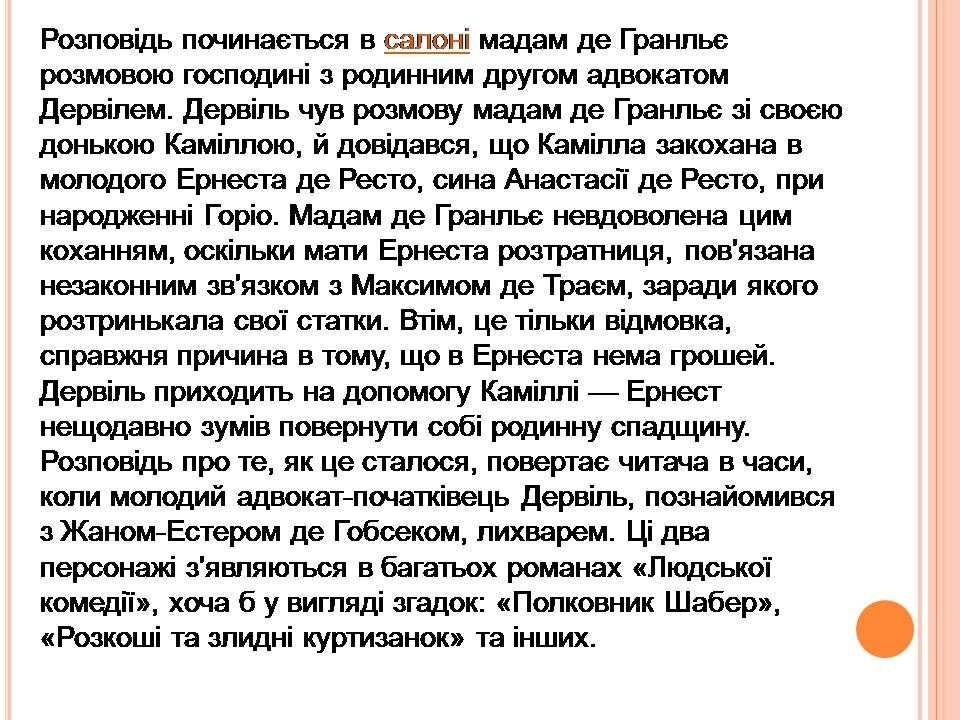 Розповідь починається в салоні мадам де Гранльє
розмовою господині з родинним другом адвокатом
Дервілем. Дервіль чув розмову мадам де Гранльє зі своєю
донькою Каміллою, й довідався, що Камілла закохана в
молодого Ернеста де Ресто, сина Анастасії де Ресто, при
народженні Горіо. Мадам де Гранльє невдоволена цим
коханням, оскільки мати Ернеста розтратниця, пов'язана
незаконним зв'язком з Максимом де Траєм, заради якого
розтринькала свої статки. Втім, це тільки відмовка,
справжня причина в тому, що в Ернеста нема грошей.
Дервіль приходить на допомогу Каміллі — Ернест
нещодавно зумів повернути собі родинну спадщину.
Розповідь про те, як це сталося, повертає читача в часи,
коли молодий адвокат-початківець Дервіль, познайомився
з Жаном-Естером де Гобсеком, лихварем. Ці два
персонажі з'являються в багатьох романах «Людської
комедії», хоча б у вигляді згадок: «Полковник Шабер»,
«Розкоші та злидні куртизанок» та інших.